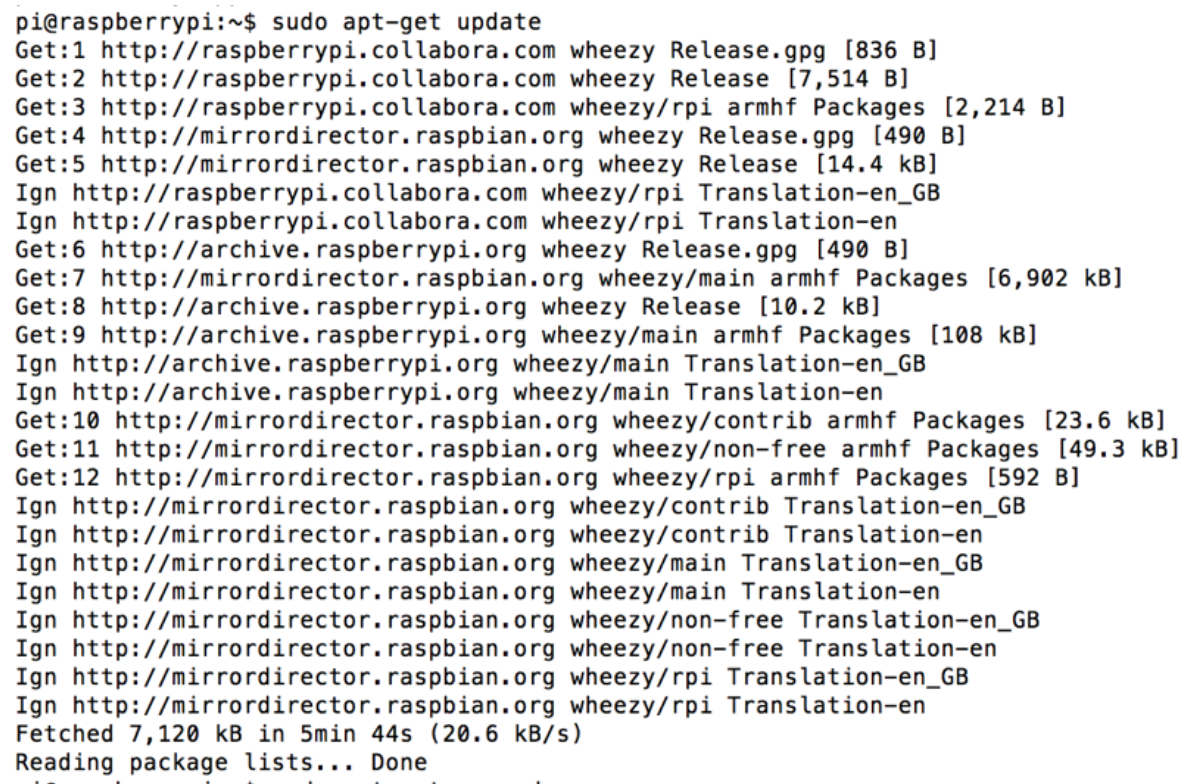 pi@raspberrypi:~$ sudo apt-get update
Get:1 http://raspberrypi.collabora.com wheezy Release.gpg [836 B]
Get:2 http://raspberrypi.collabora.com wheezy Release [7,514 B]
Get:3 http://raspberrypi.collabora.com wheezy/rpi armhf Packages [2,214 B]
Get:4 http://mirrordirector.raspbian.org wheezy Release.gpg [490 B]
Get:5 http://mirrordirector.raspbian.org wheezy Release [14.4 kB]
Ign http://raspberrypi.collabora.com wheezy/rpi Translation-en_GB
Ign http://raspberrypi.collabora.com wheezy/rpi Translation-en
Get:6 http://archive.raspberrypi.org wheezy Release.gpg [490 B]
Get:7 http://mirrordirector.raspbian.org wheezy/main armhf Packages [6,902 kB]
Get:8 http://archive.raspberrypi.org wheezy Release [10.2 kB]
Get:9 http://archive.raspberrypi.org wheezy/main armhf Packages [108 kB]
Ign http://archive.raspberrypi.org wheezy/main Translation-en_GB
Ign http://archive.raspberrypi.org wheezy/main Translation-en
Get:10 http://mirrordirector.raspbian.org wheezy/contrib armhf Packages [23.6 kB]
Get:11 http://mirrordirector.raspbian.org wheezy/non-free armhf Packages [49.3 kB]
Get:12 http://mirrordirector.raspbian.org wheezy/rpi armhf Packages [592 B]
Ign http://mirrordirector.raspbian.org wheezy/contrib Translation-en_GB
Ign http://mirrordirector.raspbian.org wheezy/contrib Translation-en
Ign http://mirrordirector.raspbian.org wheezy/main Translation-en_GB
Ign http://mirrordirector.raspbian.org wheezy/main Translation-en
Ign http://mirrordirector.raspbian.org wheezy/non-free Translation-en_GB
Ign http://mirrordirector.raspbian.org wheezy/non-free Translation-en
Ign http://mirrordirector.raspbian.org wheezy/rpi Translation-en_GB
Ign http://mirrordirector.raspbian.org wheezy/rpi Translation-en
Fetched 7,120 kB in 5min 44s (20.6 kB/s)
Reading package lists... Done